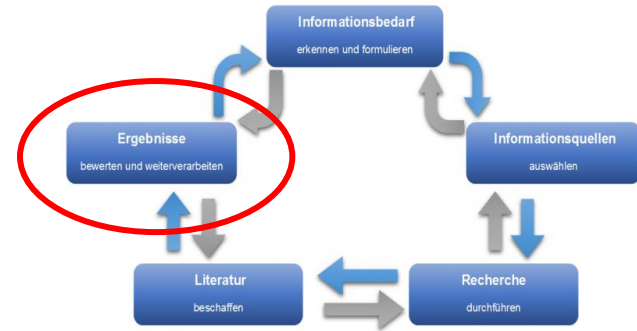 Informationsbedarf
erkennen und formulieren
Ergebnisse
bewerten und weiterverarbeiten
Informationsquellen
auswählen
Literatur
beschaffen
Recherche
durchführen